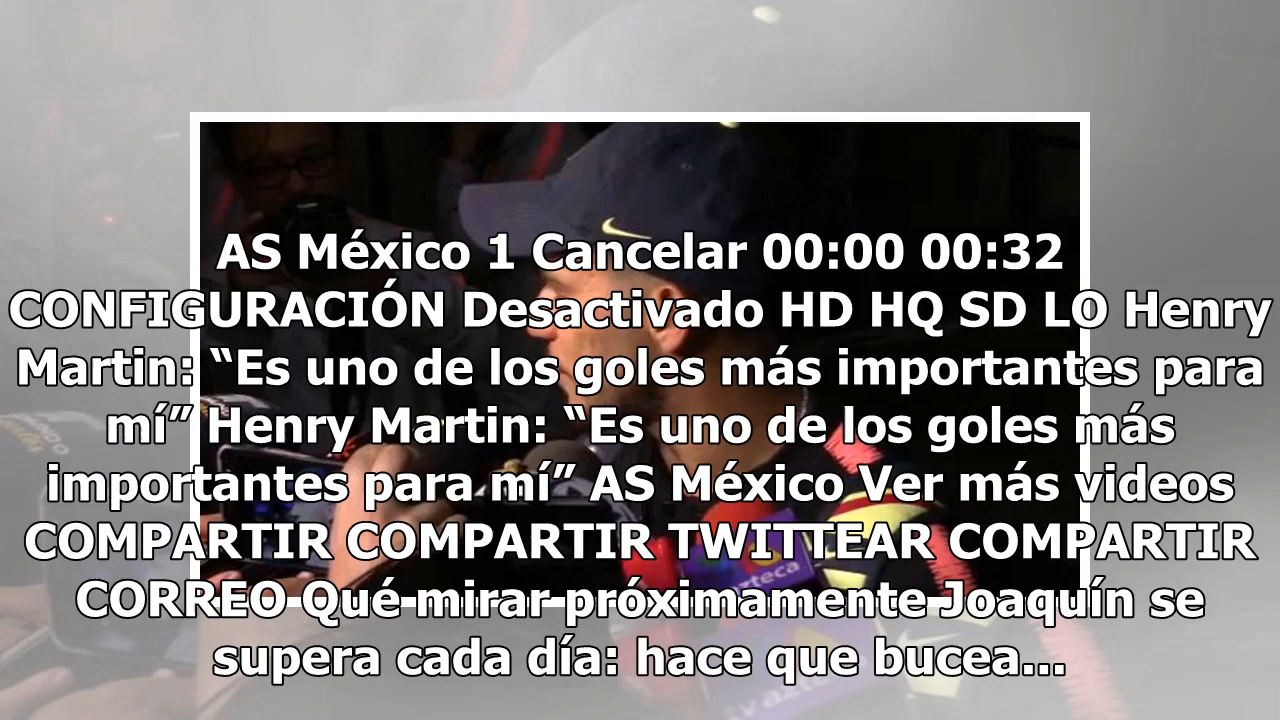 AS México 1 Cancelar 00:00 00:32
CONFIGURACIÓN Desactivado HD HQ SD LO Henry
Martin: “Es uno de los goles más importantes para
mí” Henry Martin: “Es uno de los goles más
importantes para mí” AS México Ver más videos
COMPARTIR COMPARTIR TWITTEAR COMPARTIR
CORREO Qué mirar próximamente Joaquín se
supera cada día: hace que bucea...
azteca